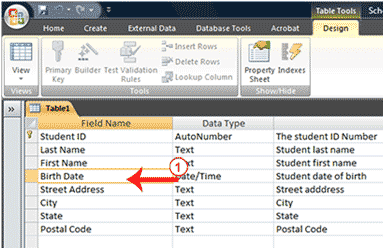 Table Tools Sch
Home Create External Data Database Tools Acrobat Design
View Primary Key Builder Test Validation Rules Insert Rows Delete Rows Lookup Column Property Sheet Indexes
Views Tools Show/Hide
» Table1
Field Name Data Type
Student ID AutoNumber The student ID Number
Last Name Text Student last name
First Name Text Student first name
Birth Date 1 Date/Time Student date of birth
Street Address Text Street adddress
City Text City
State Text State
Postal Code Text Postal Code